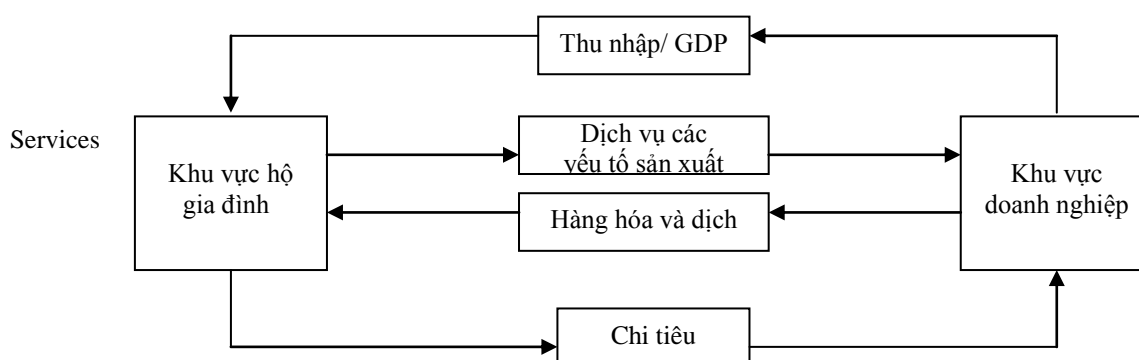 Thu nhập/ GDP
Services
Khu vực hộ
gia đình
Dịch vụ các
yếu tố sản xuất
Hàng hóa và dịch
Khu vực
doanh nghiệp
Chi tiêu